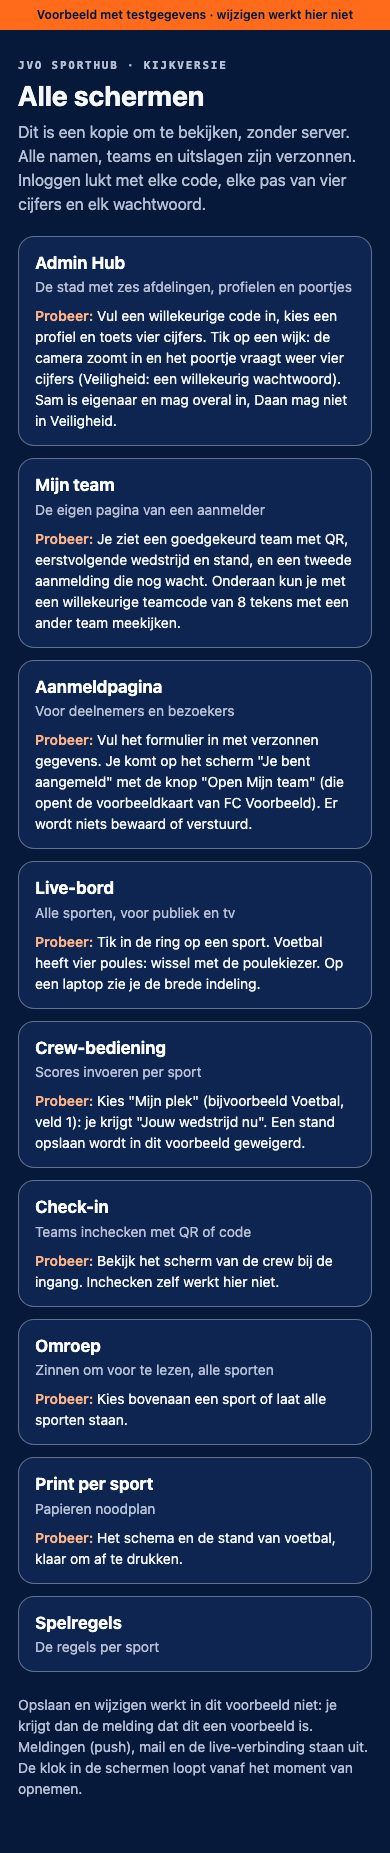 Voorbeeld met testgegevens · wijzigen werkt hier niet
JVO SPORTHUB · KIJKVERSIE
Alle schermen
Dit is een kopie om te bekijken, zonder server.
Alle namen, teams en uitslagen zijn verzonnen.
Inloggen lukt met elke code, elke pas van vier
cijfers en elk wachtwoord.
Admin Hub
De stad met zes afdelingen, profielen en poortjes
Probeer: Vul een willekeurige code in, kies een
profiel en toets vier cijfers. Tik op een wijk: de
camera zoomt in en het poortje vraagt weer vier
cijfers (Veiligheid: een willekeurig wachtwoord).
Sam is eigenaar en mag overal in, Daan mag niet
in Veiligheid.
Mijn team
De eigen pagina van een aanmelder
Probeer: Je ziet een goedgekeurd team met QR,
eerstvolgende wedstrijd en stand, en een tweede
aanmelding die nog wacht. Onderaan kun je met
een willekeurige teamcode van 8 tekens met een
ander team meekijken.
Aanmeldpagina
Voor deelnemers en bezoekers
Probeer: Vul het formulier in met verzonnen
gegevens. Je komt op het scherm "Je bent
aangemeld" met de knop "Open Mijn team" (die
opent de voorbeeldkaart van FC Voorbeeld). Er
wordt niets bewaard of verstuurd.
Live-bord
Alle sporten, voor publiek en tv
Probeer: Tik in de ring op een sport. Voetbal
heeft vier poules: wissel met de poulekiezer. Op
een laptop zie je de brede indeling.
Crew-bediening
Scores invoeren per sport
Probeer: Kies "Mijn plek" (bijvoorbeeld Voetbal,
veld 1): je krijgt "Jouw wedstrijd nu". Een stand
opslaan wordt in dit voorbeeld geweigerd.
Check-in
Teams inchecken met QR of code
Probeer: Bekijk het scherm van de crew bij de
ingang. Inchecken zelf werkt hier niet.
Omroep
Zinnen om voor te lezen, alle sporten
Probeer: Kies bovenaan een sport of laat alle
sporten staan.
Print per sport
Papieren noodplan
Probeer: Het schema en de stand van voetbal,
klaar om af te drukken.
Spelregels
De regels per sport
Opslaan en wijzigen werkt in dit voorbeeld niet: je
krijgt dan de melding dat dit een voorbeeld is.
Meldingen (push), mail en de live-verbinding staan uit.
De klok in de schermen loopt vanaf het moment van
opnemen.